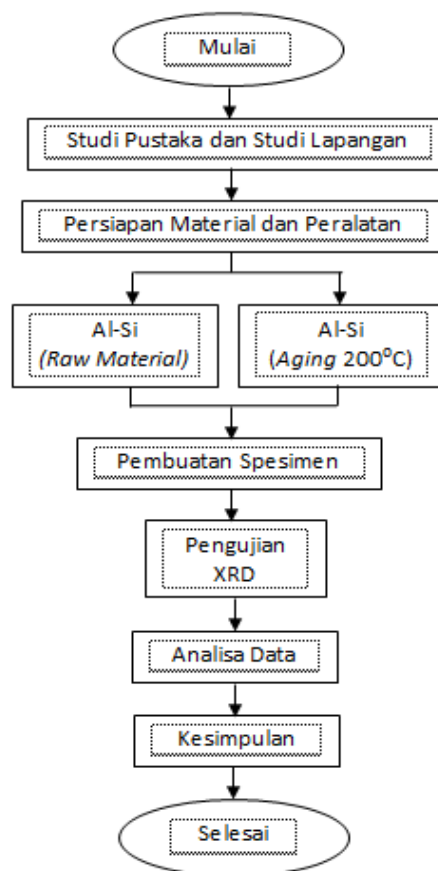 Mulai
Studi Pustaka dan Studi Lapangan
Persiapan Material dan Peralatan
Al-Si
(Raw Material)
Al-Si
(Aging 200⁰C)
Pembuatan Spesimen
Pengujian
XRD
Analisa Data
Kesimpulan
Selesai